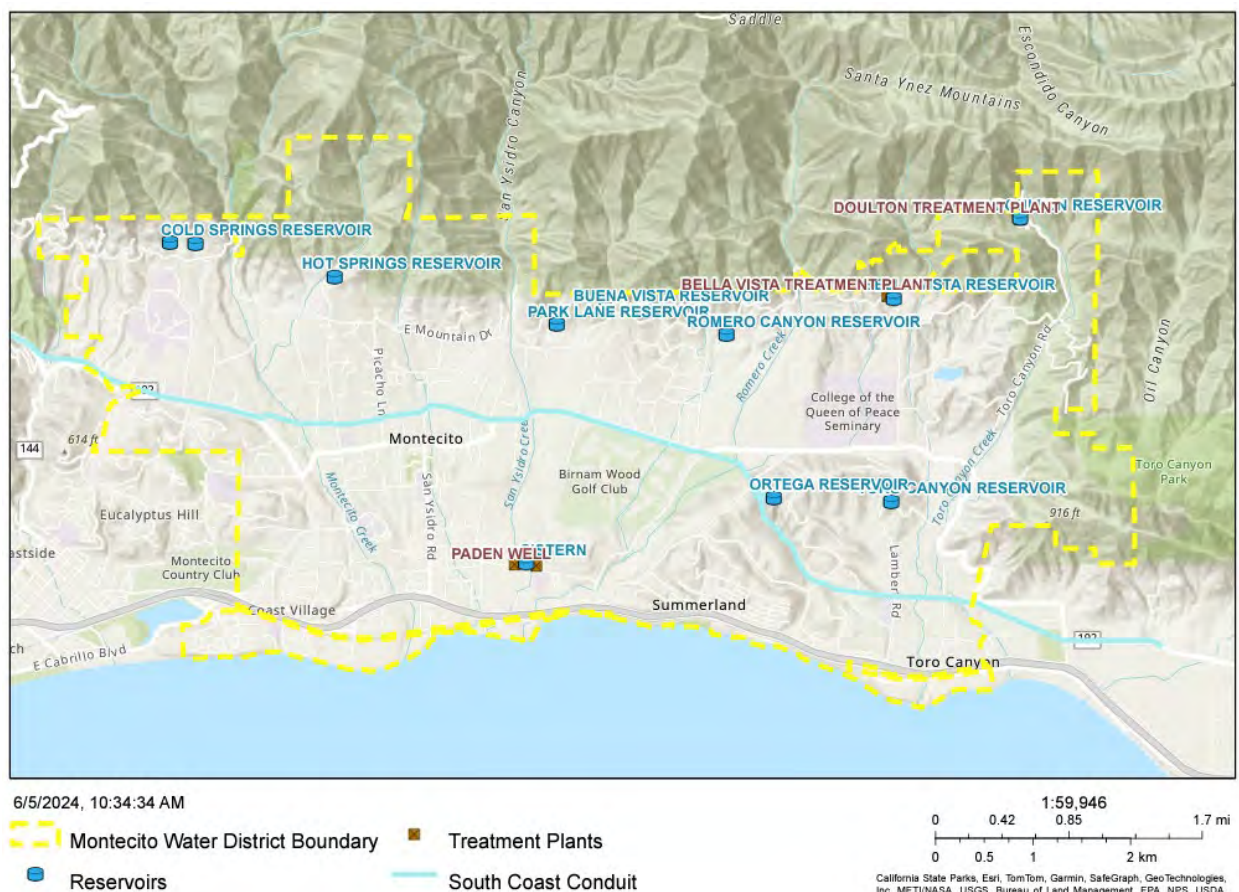 Saddle
Escondido Canyon
Santa Ynez Mountains
San Ysidro Canyon
DOULTON TREATMENT PLANT
RESERVOIR
COLD SPRINGS RESERVOIR
HOT SPRINGS RESERVOIR
BELLA VISTA TREATMENT PLANT
RESERVOIR
BUENA VISTA RESERVOIR
PARK LANE RESERVOIR
ROMERO CANYON RESERVOIR
E Mountain Dr
Picacho Ln
Romero Creek
Toro Canyon Rd
Oil Canyon
College of the
Queen of Peace
Seminary
614 ft
144
Montecito
San Ysidro Creek
Birnam Wood
Golf Club
Toro Canyon
Park
Montecito Creek
San Ysidro Rd
ORTEGA RESERVOIR
CANYON RESERVOIR
Toro Canyon Creek
916 ft
Eucalyptus Hill
Montecito
Country Club
PADEN WELL
Coast Village
Summerland
E Cabrillo Blvd
Toro Canyon
192
6/5/2024, 10:34:34 AM
1:59,946
0 0.42 0.85 1.7 mi
0 0.5 1 2 km
Montecito Water District Boundary
Treatment Plants
Reservoirs
South Coast Conduit
California State Parks, Esri, TomTom, Garmin, SafeGraph, GeoTechnologies,
Inc, METI/NASA, USGS, Bureau of Land Management, EPA, NPS, USDA,